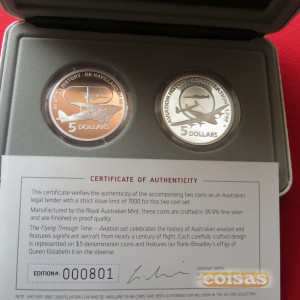 AVIATION HISTORY - DE HAVILLAND
5
DOLLARS
AVIATION HISTORY - CONSTELLATION
5
DOLLARS
CERTIFICATE OF AUTHENTICITY
This certificate verifies the authenticity of the accompanying two coins as an Australian
legal tender with a strict issue limit of 7000 for this two coin set.
Manufactured by the Royal Australian Mint, these coins are crafted in 99.9% fine silver
and are finished in proof quality.
The Flying Through Time – Aviation set celebrates the history of Australian aviation and
features significant aircraft from nearly a century of flight. Each carefully crafted design
is represented on $5 denomination coins and features Ian Rank-Broadley's effigy of
Queen Elizabeth II on the obverse.
EDITION# 000801
coisas